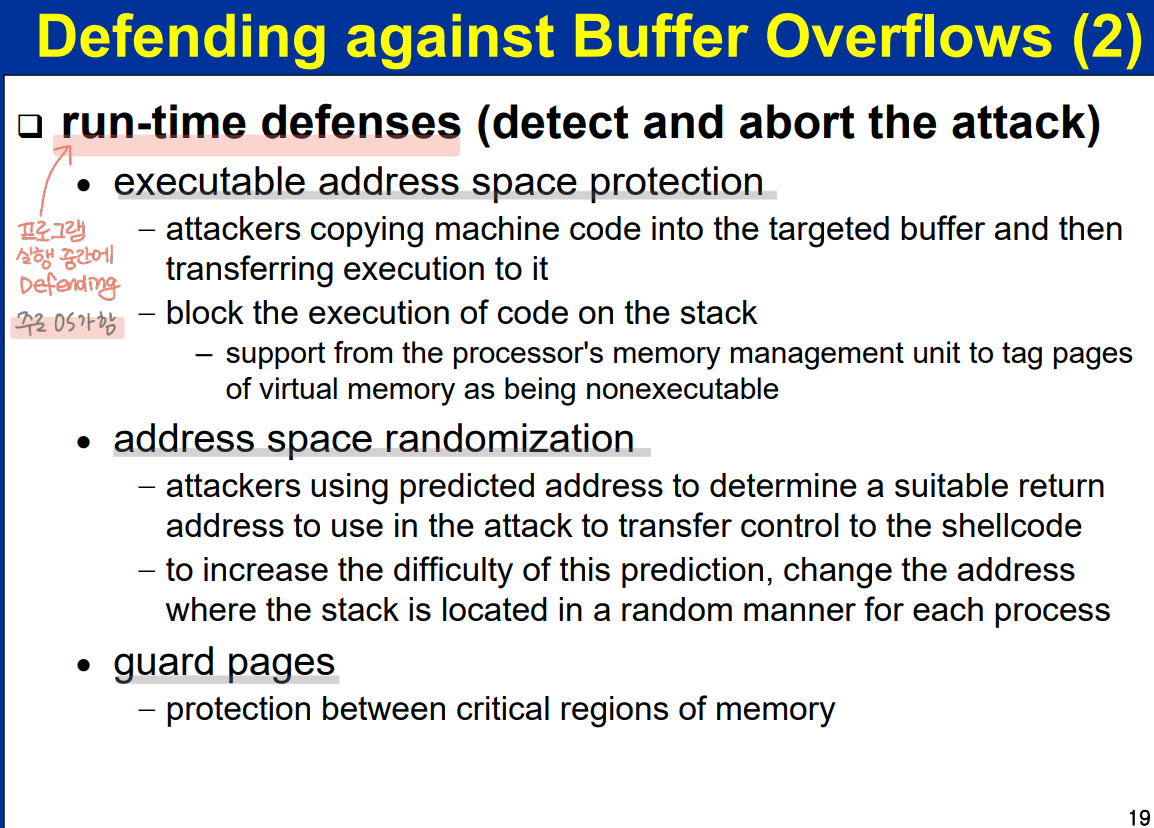 Defending against Buffer Overflows (2)
❑ run-time defenses (detect and abort the attack)
• executable address space protection
– attackers copying machine code into the targeted buffer and then
transferring execution to it
– block the execution of code on the stack
– support from the processor's memory management unit to tag pages
of virtual memory as being nonexecutable
• address space randomization
– attackers using predicted address to determine a suitable return
address to use in the attack to transfer control to the shellcode
– to increase the difficulty of this prediction, change the address
where the stack is located in a random manner for each process
• guard pages
– protection between critical regions of memory
프로그램
실행 중간에
Defending
주로 OS가함
19